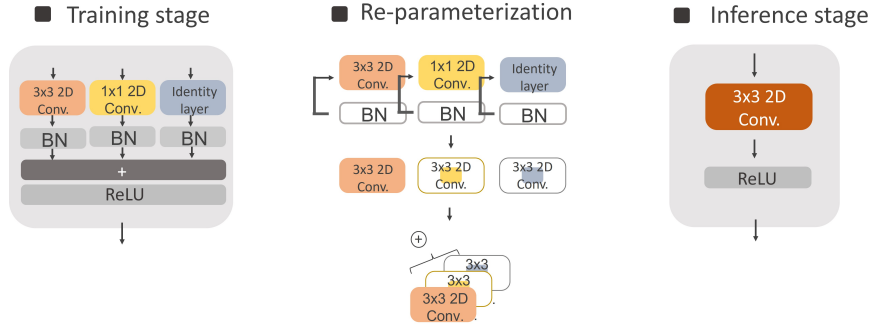 Training stage
3x3 2D
Conv.
1x1 2D
Conv.
Identity
layer
BN
BN
BN
+
ReLU
Re-parameterization
3x3 2D
Conv.
1x1 2D
Conv.
Identity
layer
BN
BN
BN
3x3 2D
Conv.
3x3 2D
Conv.
3x3 2D
Conv.
+
3x3
3x3
3x3 2D
Conv.
Inference stage
3x3 2D
Conv.
ReLU